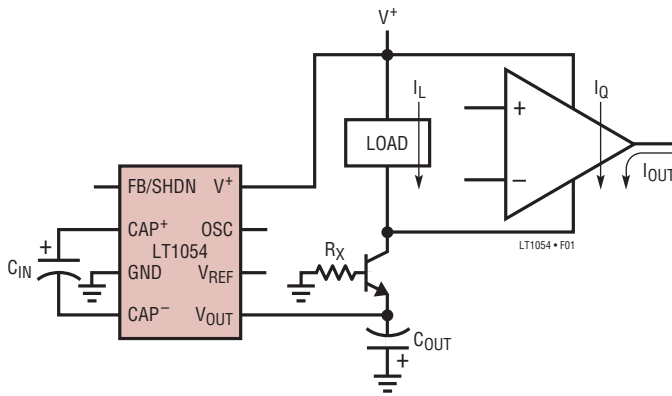 V+
IL
IQ
LOAD
+
−
IOUT
LT1054 • F01
FB/SHDN V+
CAP+ OSC
LT1054
GND VREF
CAP− VOUT
+
CIN
RX
COUT
+